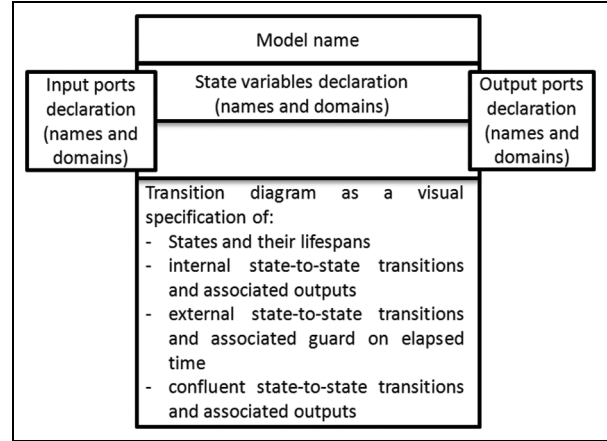 Model name
Input ports
declaration
(names and
domains)
State variables declaration
(names and domains)
Output ports
declaration
(names and
domains)
Transition diagram as a visual
specification of:
- States and their lifespans
- internal state-to-state transitions
and associated outputs
- external state-to-state transitions
and associated guard on elapsed
time
- confluent state-to-state transitions
and associated outputs